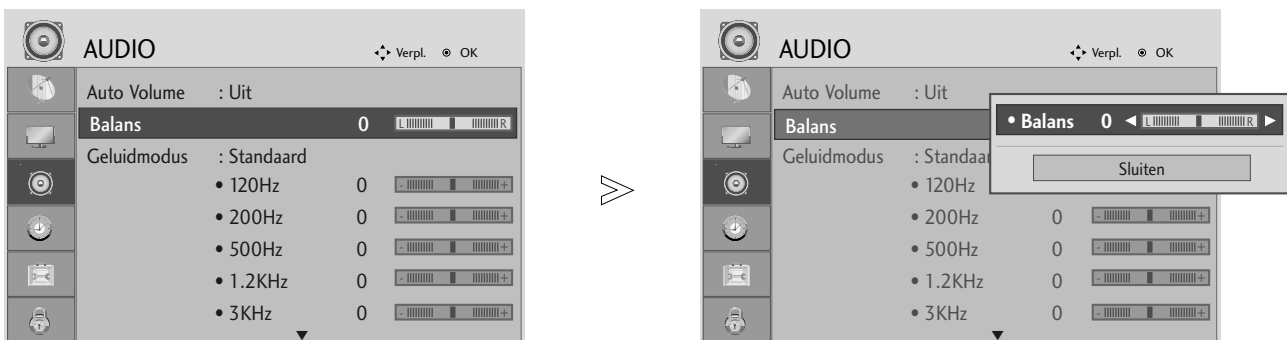 AUDIO Verpl. OK
Auto Volume : Uit
Balans 0 L R
Geluidmodus : Standaard
• 120Hz 0 - +
• 200Hz 0 - +
• 500Hz 0 - +
• 1.2KHz 0 - +
• 3KHz 0 - +
AUDIO Verpl. OK
Auto Volume : Uit
Balans
• Balans 0 L R
Sluiten
Geluidmodus : Standaar
• 120Hz
• 200Hz 0 - +
• 500Hz 0 - +
• 1.2KHz 0 - +
• 3KHz 0 - +